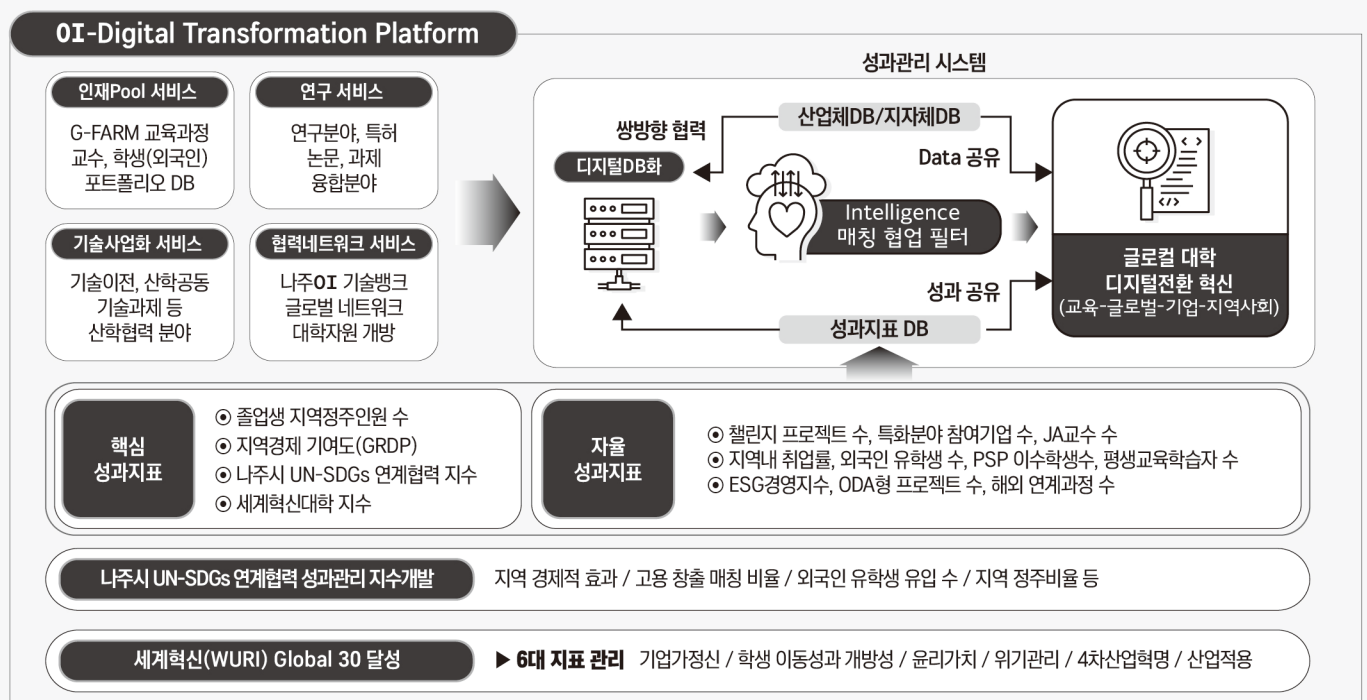 OI-Digital Transformation Platform
인재Pool 서비스
G-FARM 교육과정
교수, 학생(외국인)
포트폴리오 DB
연구 서비스
연구분야, 특허
논문, 과제
융합분야
기술사업화 서비스
기술이전, 산학공동
기술과제 등
산학협력 분야
협력네트워크 서비스
나주OI 기술뱅크
글로벌 네트워크
대학자원 개방
성과관리 시스템
쌍방향 협력
산업체DB/지자체DB
Data 공유
디지털DB화
Intelligence
매칭 협업 필터
성과 공유
성과지표 DB
</>
글로컬 대학
디지털전환 혁신
(교육-글로벌-기업-지역사회)
핵심
성과지표
⦿ 졸업생 지역정주인원 수
⦿ 지역경제 기여도(GRDP)
⦿ 나주시 UN-SDGs 연계협력 지수
⦿ 세계혁신대학 지수
자율
성과지표
⦿ 챌린지 프로젝트 수, 특화분야 참여기업 수, JA교수 수
⦿ 지역내 취업률, 외국인 유학생 수, PSP 이수학생수, 평생교육학습자 수
⦿ ESG경영지수, ODA형 프로젝트 수, 해외 연계과정 수
나주시 UN-SDGs 연계협력 성과관리 지수개발
지역 경제적 효과 / 고용 창출 매칭 비율 / 외국인 유학생 유입 수 / 지역 정주비율 등
세계혁신(WURI) Global 30 달성
▶ 6대 지표 관리 기업가정신 / 학생 이동성과 개방성 / 윤리가치 / 위기관리 / 4차산업혁명 / 산업적용